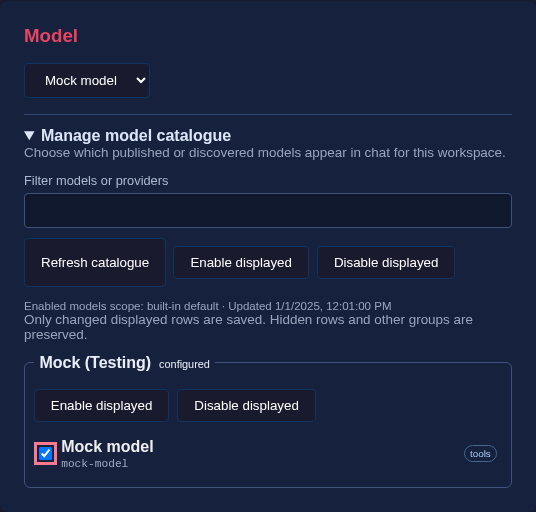 Model
Mock model
Manage model catalogue
Choose which published or discovered models appear in chat for this workspace.
Filter models or providers
Refresh catalogue Enable displayed Disable displayed
Enabled models scope: built-in default · Updated 1/1/2025, 12:01:00 PM
Only changed displayed rows are saved. Hidden rows and other groups are
preserved.
Mock (Testing) configured
Enable displayed Disable displayed
Mock model
mock-model
tools